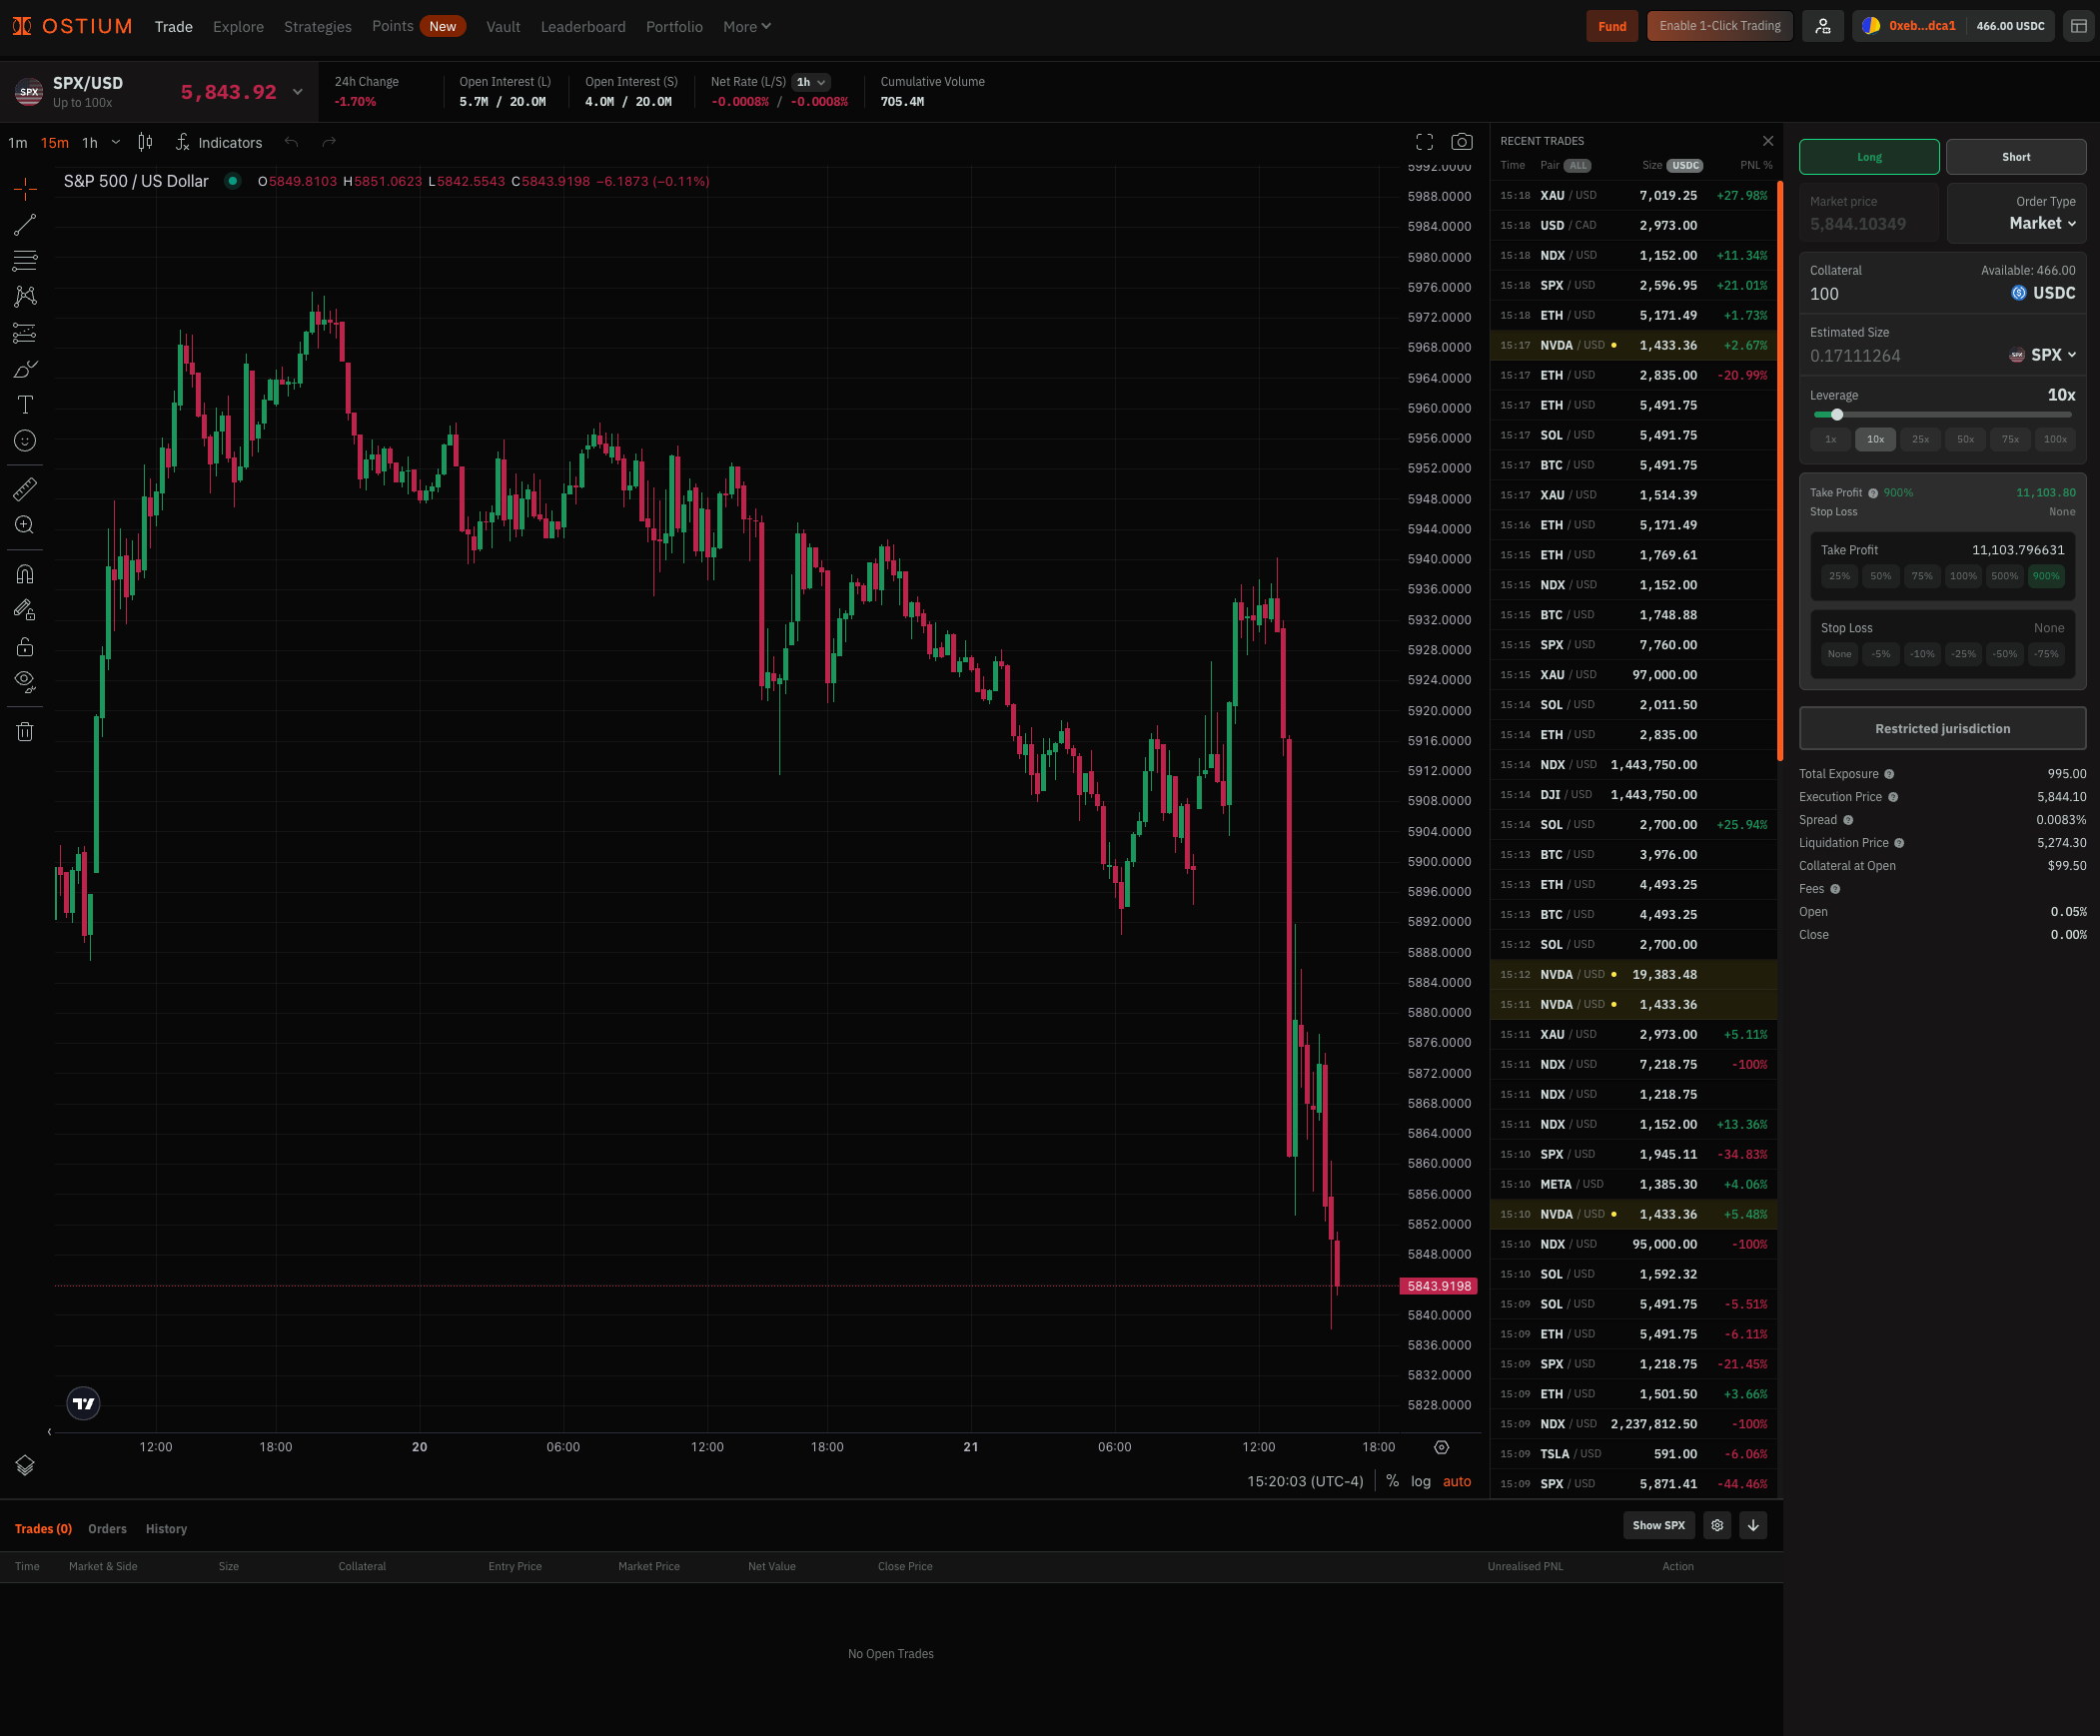 OSTIUM Trade Explore Strategies Points New Vault Leaderboard Portfolio More Fund Enable 1-Click Trading 0xeb...dca1 466.00 USDC
SPX SPX/USD Up to 100x 5,843.92
24h Change -1.70%
Open Interest (L) 5.7M / 20.0M
Open Interest (S) 4.0M / 20.0M
Net Rate (L/S) 1h -0.0008% / -0.0008%
Cumulative Volume 705.4M
1m 15m 1h Indicators
S&P 500 / US Dollar O5849.8103 H5851.0623 L5842.5543 C5843.9198 −6.1873 (−0.11%)
5992.0000
5988.0000
5984.0000
5980.0000
5976.0000
5972.0000
5968.0000
5964.0000
5960.0000
5956.0000
5952.0000
5948.0000
5944.0000
5940.0000
5936.0000
5932.0000
5928.0000
5924.0000
5920.0000
5916.0000
5912.0000
5908.0000
5904.0000
5900.0000
5896.0000
5892.0000
5888.0000
5884.0000
5880.0000
5876.0000
5872.0000
5868.0000
5864.0000
5860.0000
5856.0000
5852.0000
5848.0000
5843.9198
5840.0000
5836.0000
5832.0000
5828.0000
12:00 18:00 20 06:00 12:00 18:00 21 06:00 12:00 18:00
15:20:03 (UTC-4) % log auto
RECENT TRADES
Time Pair ALL Size USDC PNL %
15:18 XAU / USD 7,019.25 +27.98%
15:18 USD / CAD 2,973.00
15:18 NDX / USD 1,152.00 +11.34%
15:18 SPX / USD 2,596.95 +21.01%
15:18 ETH / USD 5,171.49 +1.73%
15:17 NVDA / USD 1,433.36 +2.67%
15:17 ETH / USD 2,835.00 -20.99%
15:17 ETH / USD 5,491.75
15:17 SOL / USD 5,491.75
15:17 BTC / USD 5,491.75
15:17 XAU / USD 1,514.39
15:16 ETH / USD 5,171.49
15:15 ETH / USD 1,769.61
15:15 NDX / USD 1,152.00
15:15 BTC / USD 1,748.88
15:15 SPX / USD 7,760.00
15:15 XAU / USD 97,000.00
15:14 SOL / USD 2,011.50
15:14 ETH / USD 2,835.00
15:14 NDX / USD 1,443,750.00
15:14 DJI / USD 1,443,750.00
15:14 SOL / USD 2,700.00 +25.94%
15:13 BTC / USD 3,976.00
15:13 ETH / USD 4,493.25
15:13 BTC / USD 4,493.25
15:12 SOL / USD 2,700.00
15:12 NVDA / USD 19,383.48
15:11 NVDA / USD 1,433.36
15:11 XAU / USD 2,973.00 +5.11%
15:11 NDX / USD 7,218.75 -100%
15:11 NDX / USD 1,218.75
15:11 NDX / USD 1,152.00 +13.36%
15:10 SPX / USD 1,945.11 -34.83%
15:10 META / USD 1,385.30 +4.06%
15:10 NVDA / USD 1,433.36 +5.48%
15:10 NDX / USD 95,000.00 -100%
15:10 SOL / USD 1,592.32
15:09 SOL / USD 5,491.75 -5.51%
15:09 ETH / USD 5,491.75 -6.11%
15:09 SPX / USD 1,218.75 -21.45%
15:09 ETH / USD 1,501.50 +3.66%
15:09 NDX / USD 2,237,812.50 -100%
15:09 TSLA / USD 591.00 -6.06%
15:09 SPX / USD 5,871.41 -44.46%
Long Short
Market price Order Type
5,844.10349 Market
Collateral Available: 466.00
100 USDC
Estimated Size
0.17111264 SPX
Leverage 10x
1x 10x 25x 50x 75x 100x
Take Profit 900% 11,103.80
Stop Loss None
Take Profit 11,103.796631
25% 50% 75% 100% 500% 900%
Stop Loss None
None -5% -10% -25% -50% -75%
Restricted jurisdiction
Total Exposure 995.00
Execution Price 5,844.10
Spread 0.0083%
Liquidation Price 5,274.30
Collateral at Open $99.50
Fees
Open 0.05%
Close 0.00%
Trades (0) Orders History Show SPX
Time Market & Side Size Collateral Entry Price Market Price Net Value Close Price Unrealised PNL Action
No Open Trades